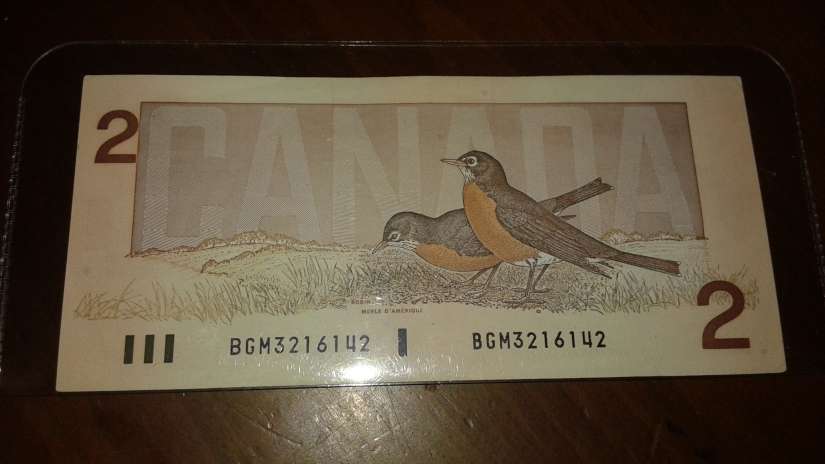 2
CANADA
ROBIN
MERLE D'AMÉRIQUE
2
BGM3216142 BGM3216142